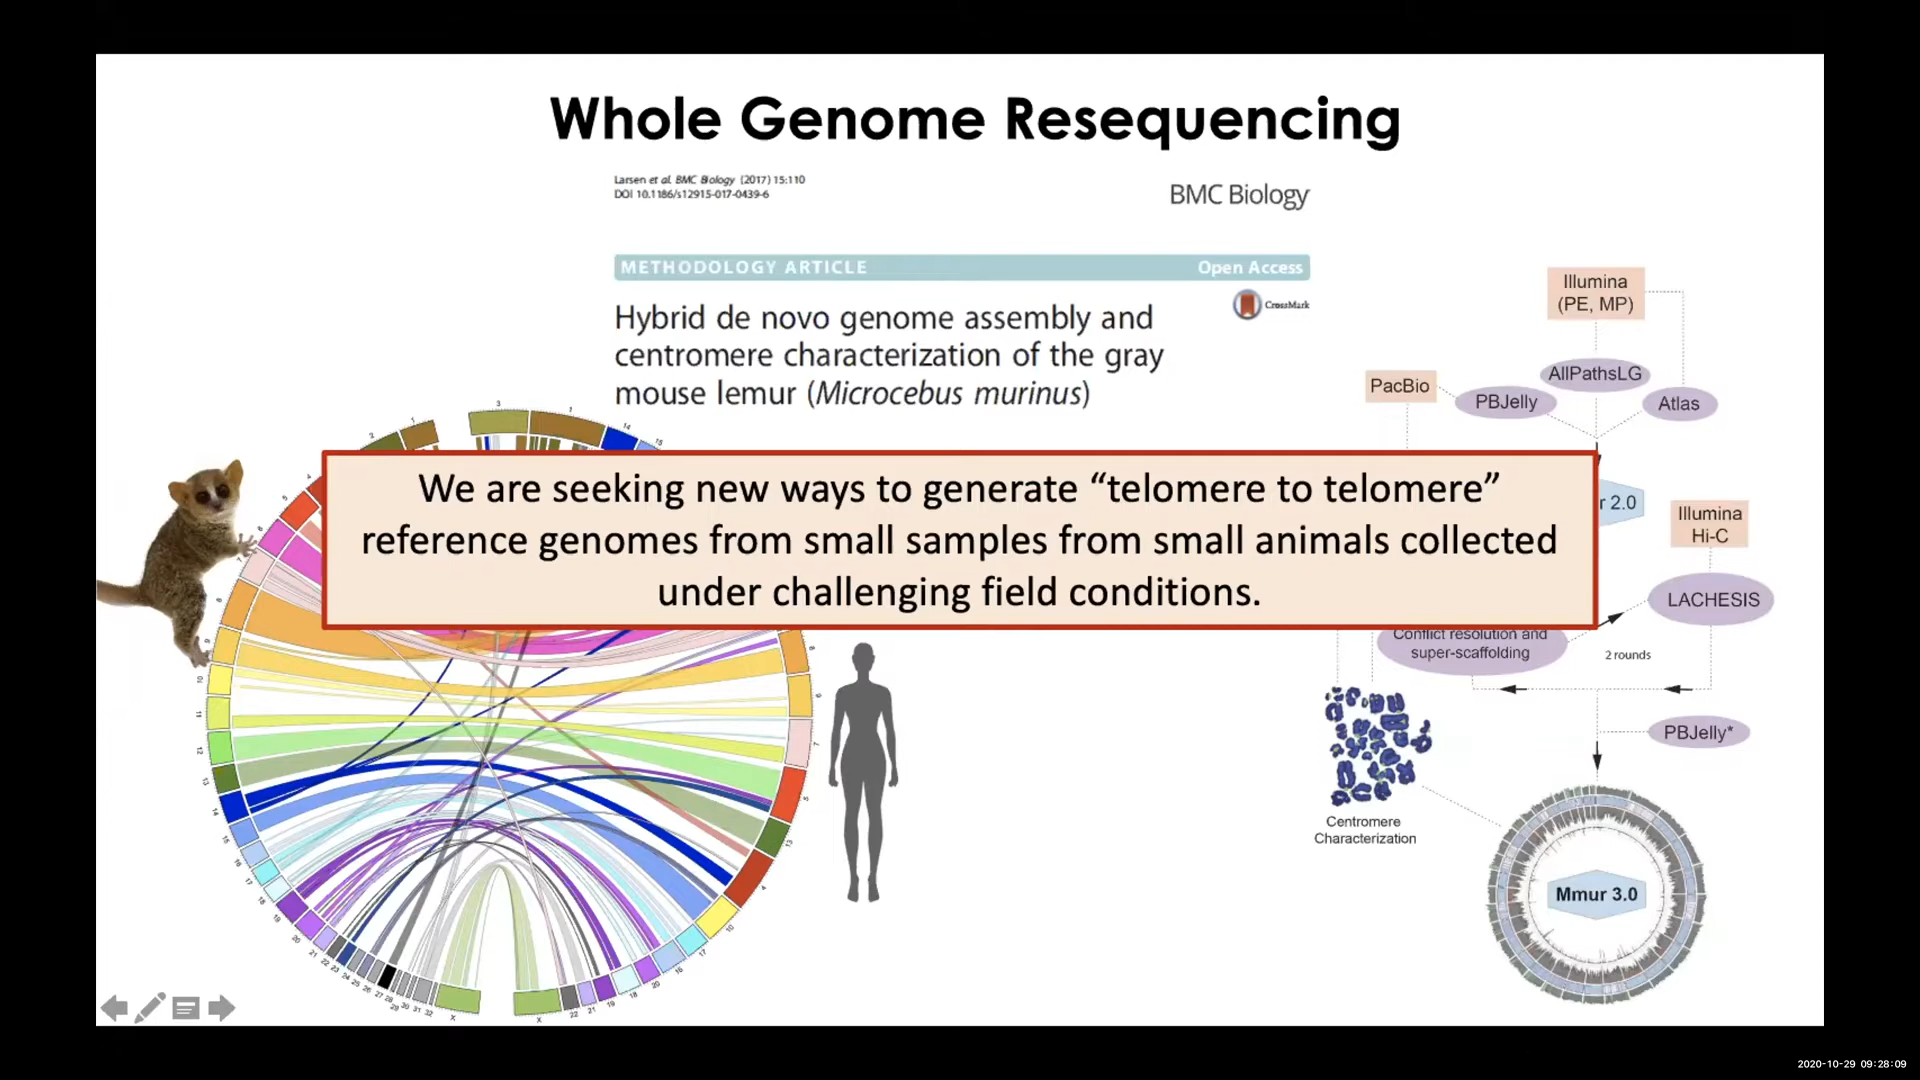 Whole Genome Resequencing
Larsen et al. BMC Biology (2017) 15:110
DOI 10.1186/s12915-017-0439-6
BMC Biology
METHODOLOGY ARTICLE
Open Access
CrossMark
Hybrid de novo genome assembly and
centromere characterization of the gray
mouse lemur (Microcebus murinus)
Illumina
(PE, MP)
AllPathsLG
PacBio
PBJelly
Atlas
We are seeking new ways to generate “telomere to telomere”
reference genomes from small samples from small animals collected
under challenging field conditions.
r 2.0
Illumina
Hi-C
LACHESIS
Conflict resolution and
super-scaffolding
2 rounds
PBJelly*
Centromere
Characterization
Mmur 3.0
2020-10-29 09:28:09